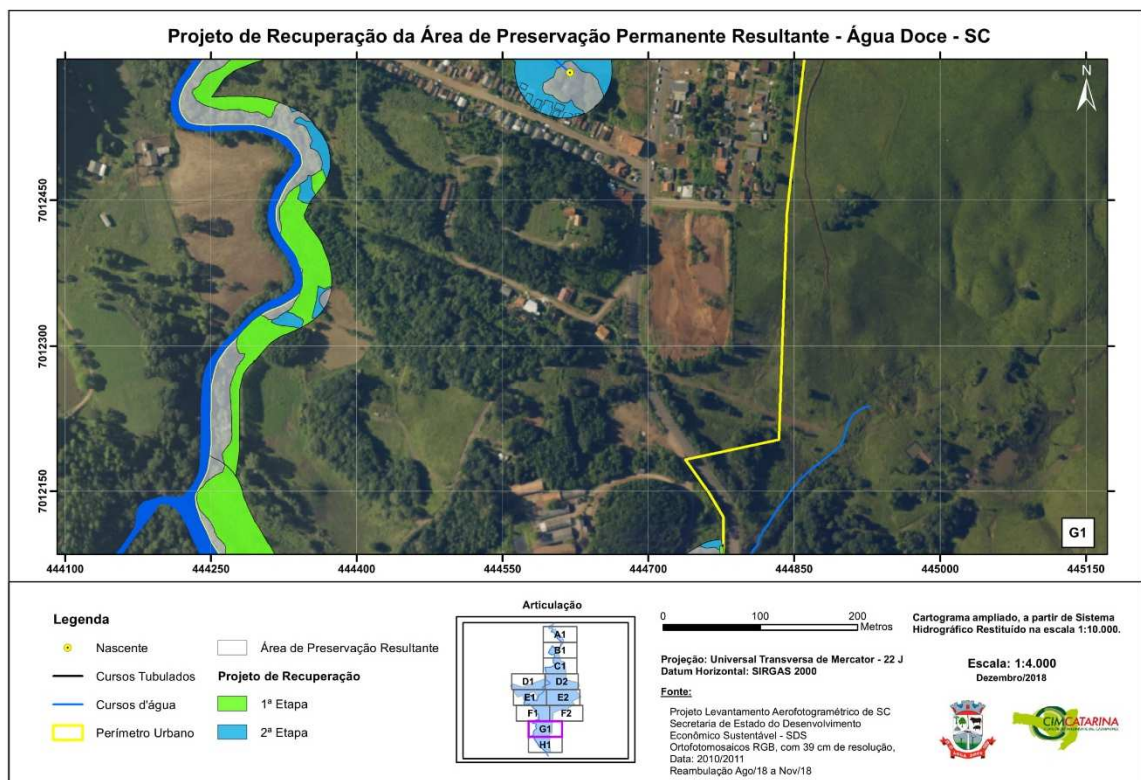 Projeto de Recuperação da Área de Preservação Permanente Resultante - Água Doce - SC
N
7012450
7012300
7012150
G1
444100
444250
444400
444550
444700
444850
445000
445150
Legenda
Nascente
Cursos Tubulados
Cursos d'água
Perímetro Urbano
Área de Preservação Resultante
Projeto de Recuperação
1ª Etapa
2ª Etapa
Articulação
A1
B1
C1
D1
D2
E1
E2
F1
F2
G1
H1
0
100
200
Metros
Projeção: Universal Transversa de Mercator - 22 J
Datum Horizontal: SIRGAS 2000
Fonte:
Projeto Levantamento Aerofotogramétrico de SC
Secretaria de Estado do Desenvolvimento
Econômico Sustentável - SDS
Ortofotomosaicos RGB, com 39 cm de resolução,
Data: 2010/2011
Reambulação Ago/18 a Nov/18
Cartograma ampliado, a partir de Sistema
Hidrográfico Restituído na escala 1:10.000.
Escala: 1:4.000
Dezembro/2018
CIMCATARINA